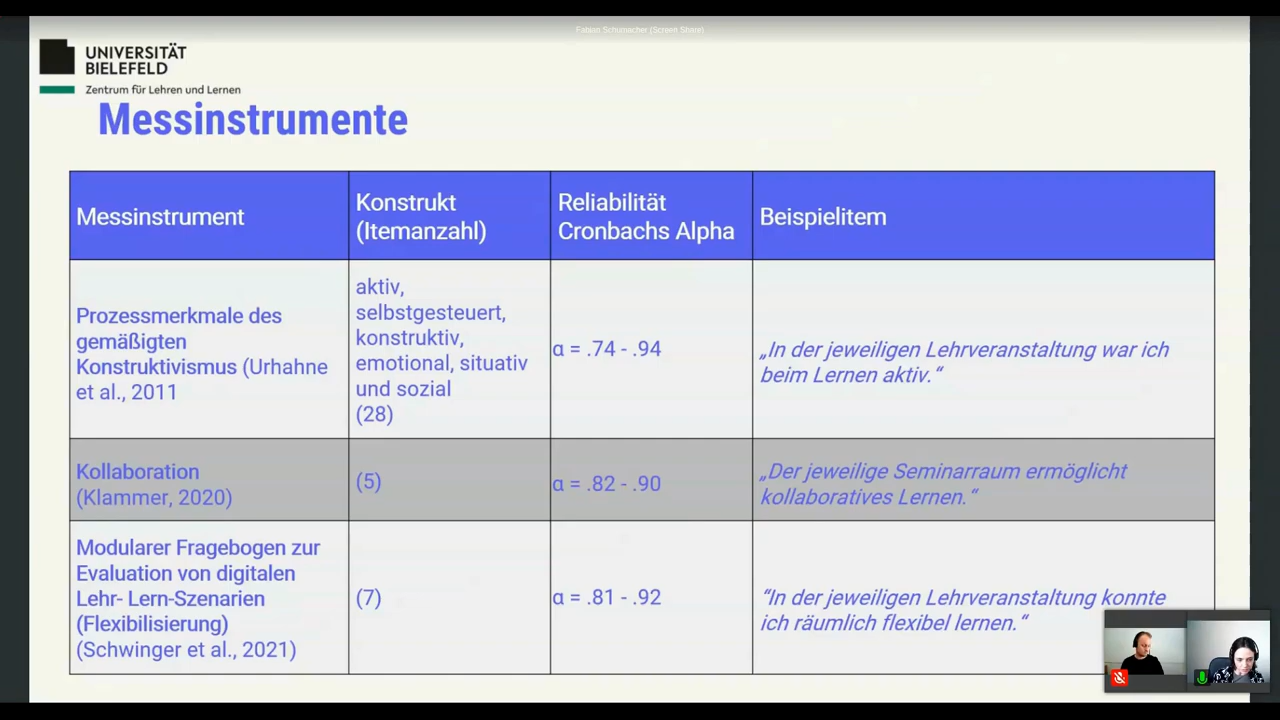 Fabian Schumacher (Screen Share)
UNIVERSITÄT
BIELEFELD
Zentrum für Lehren und Lernen
Messinstrumente
Messinstrument
Konstrukt
(Itemanzahl)
Reliabilität
Cronbachs Alpha
Beispielitem
Prozessmerkmale des
gemäßigten
Konstruktivismus (Urhahne
et al., 2011
aktiv,
selbstgesteuert,
konstruktiv,
emotional, situativ
und sozial
(28)
α = .74 - .94
„In der jeweiligen Lehrveranstaltung war ich
beim Lernen aktiv.“
Kollaboration
(Klammer, 2020)
(5)
α = .82 - .90
„Der jeweilige Seminarraum ermöglicht
kollaboratives Lernen.“
Modularer Fragebogen zur
Evaluation von digitalen
Lehr- Lern-Szenarien
(Flexibilisierung)
(Schwinger et al., 2021)
(7)
α = .81 - .92
“In der jeweiligen Lehrveranstaltung konnte
ich räumlich flexibel lernen.“